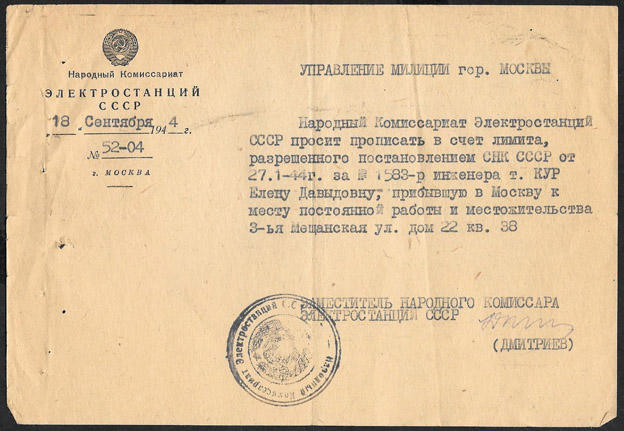 Народный Комиссариат
ЭЛЕКТРОСТАНЦИЙ
СССР
18 Сентября 1944 г.
№ 52-04
г. МОСКВА
УПРАВЛЕНИЕ МИЛИЦИИ гор. МОСКВЫ
Народный Комиссариат Электростанций
СССР просит прописать в счет лимита,
разрешенного постановлением СНК СССР от
27.1-44г. за № 1583-р инженера т. КУР
Елену Давыдовну, прибывшую в Москву к
месту постоянной работы и местожительства
3-ья Мещанская ул. дом 22 кв. 38
ЗАМЕСТИТЕЛЬ НАРОДНОГО КОМИССАРА
ЭЛЕКТРОСТАНЦИЙ СССР
(ДМИТРИЕВ)
Народный Комиссариат Электростанций С.С.